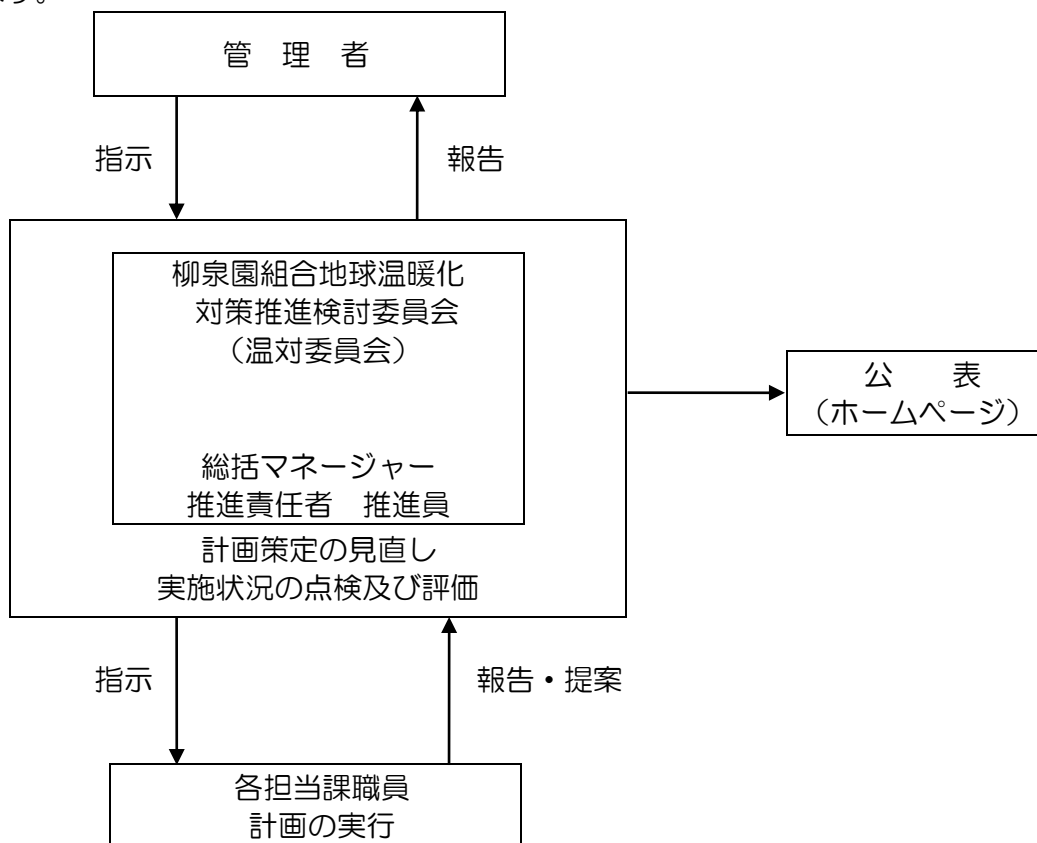 ます。
管　理　者
指示
報告
柳泉園組合地球温暖化
対策推進検討委員会
（温対委員会）
公　　表
（ホームページ）
総括マネージャー
推進責任者　推進員
計画策定の見直し
実施状況の点検及び評価
指示
報告・提案
各担当課職員
計画の実行